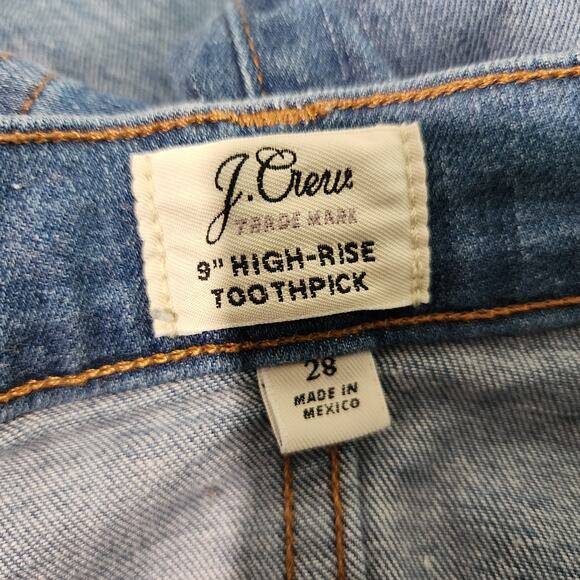 J.Crew
TRADE MARK
9" HIGH-RISE
TOOTHPICK
28
MADE IN
MEXICO